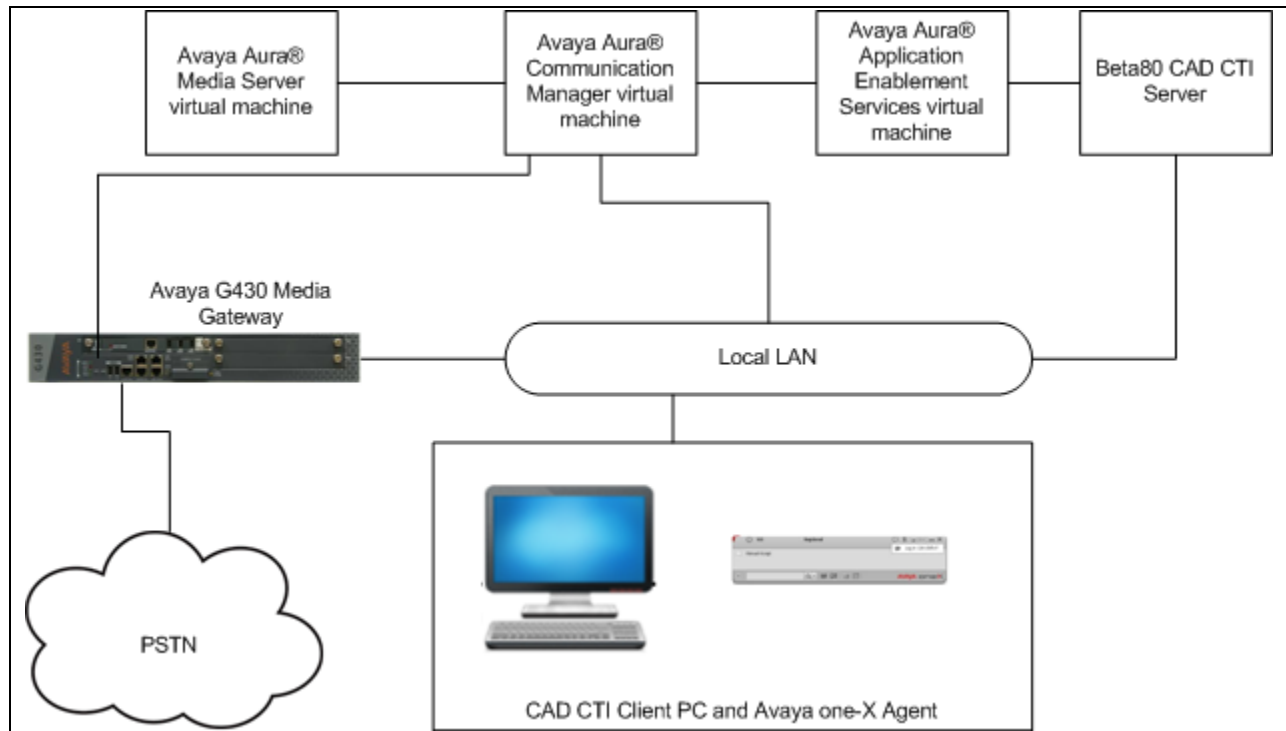 Avaya Aura®
Media Server
virtual machine
Avaya Aura®
Communication
Manager virtual
machine
Avaya Aura®
Application
Enablement
Services virtual
machine
Beta80 CAD CTI
Server
Avaya G430 Media
Gateway
G430
AVAYA
Local LAN
PSTN
CAD CTI Client PC and Avaya one-X Agent